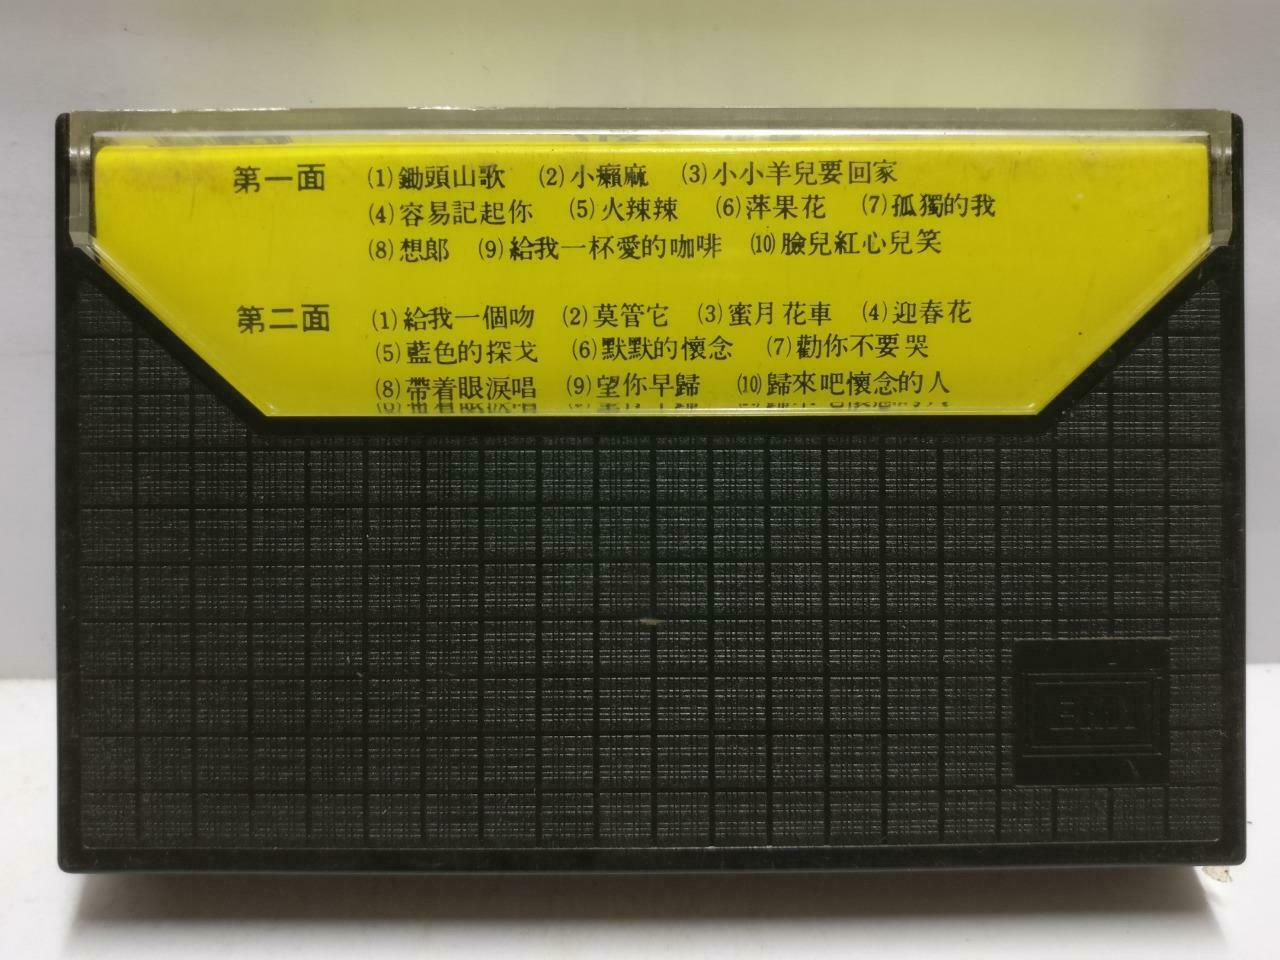 第一面 (1)鋤頭山歌 (2)小癩麻 (3)小小羊兒要回家
(4)容易記起你 (5)火辣辣 (6)萍果花 (7)孤獨的我
(8)想郎 (9)給我一杯愛的咖啡 (10)臉兒紅心兒笑
第二面 (1)給我一個吻 (2)莫管它 (3)蜜月花車 (4)迎春花
(5)藍色的探戈 (6)默默的懷念 (7)勸你不要哭
(8)帶着眼淚唱 (9)望你早歸 (10)歸來吧懷念的人
EMI